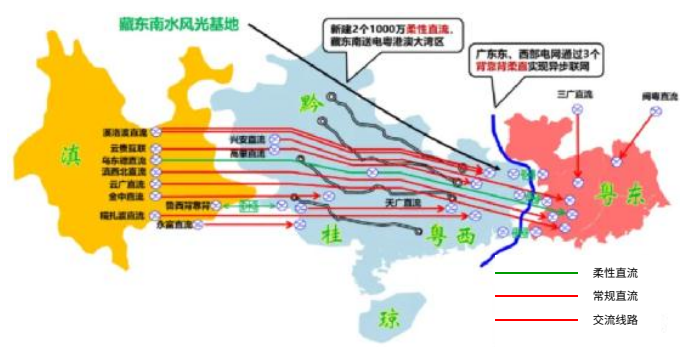 藏东南水风光基地
新建2个1000万柔性直流,
藏东南送电粤港澳大湾区
广东东、西部电网通过3个
背靠背柔直实现异步联网
三广直流
闽粤直流
黔
滇
溪洛渡直流
云贵互联
乌东德直流
滇西北直流
云广直流
金中直流
鲁西背靠背
糯扎渡直流
永富直流
兴安直流
高肇直流
天广直流
桂
粤西
粤东
琼
柔性直流
常规直流
交流线路